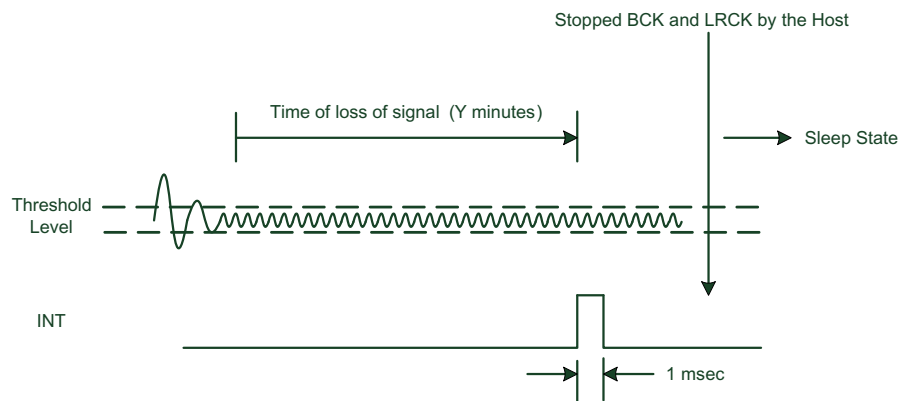 Stopped BCK and LRCK by the Host
Time of loss of signal (Y minutes)
Sleep State
Threshold
Level
INT
1 msec